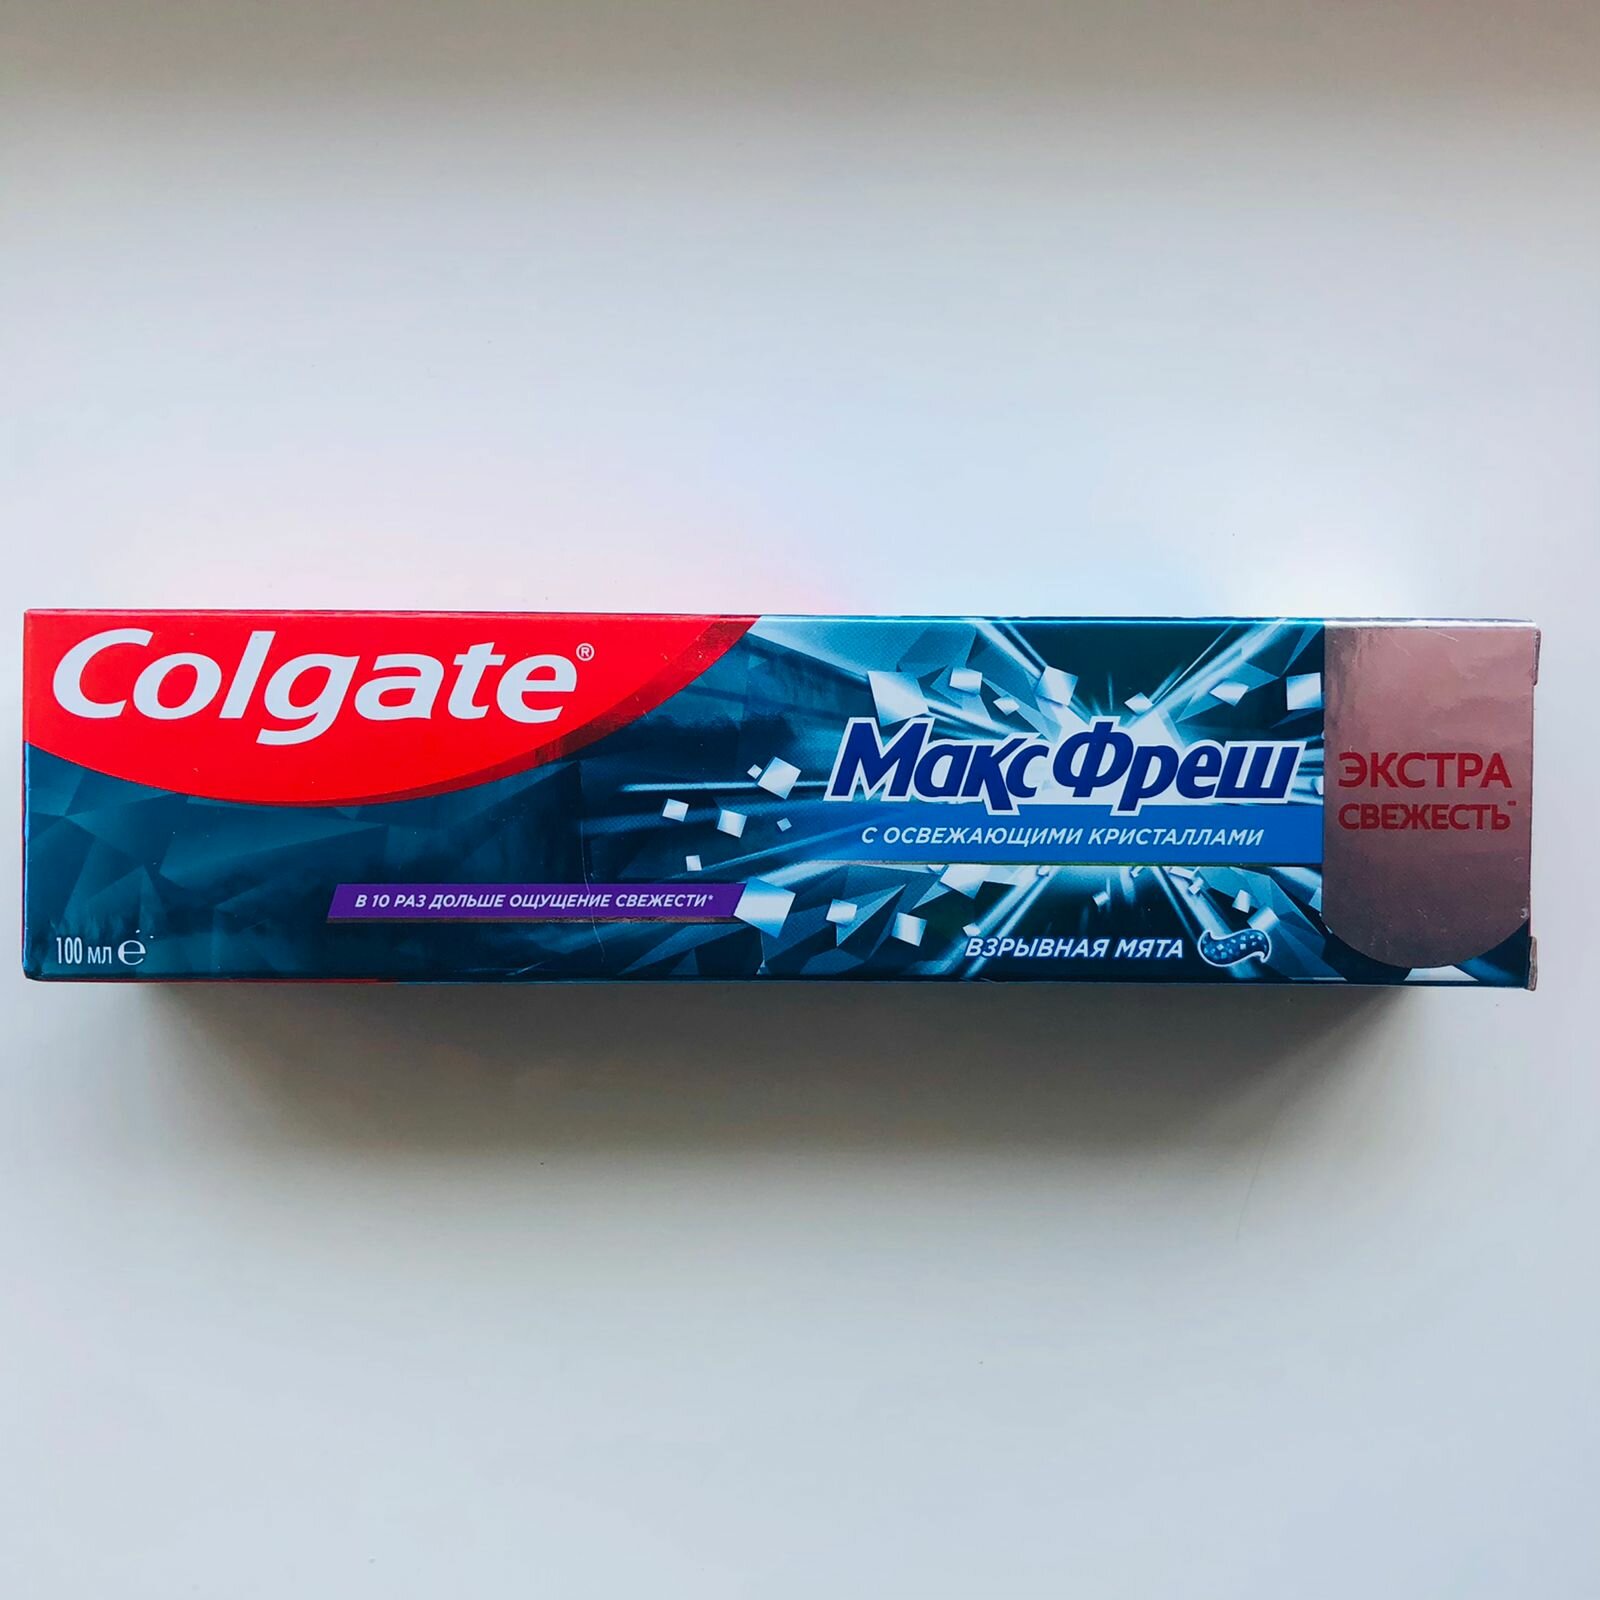 Colgate®
МаксФреш
С ОСВЕЖАЮЩИМИ КРИСТАЛЛАМИ
ЭКСТРА
СВЕЖЕСТЬ
В 10 РАЗ ДОЛЬШЕ ОЩУЩЕНИЕ СВЕЖЕСТИ*
ВЗРЫВНАЯ МЯТА
100 мл ℮